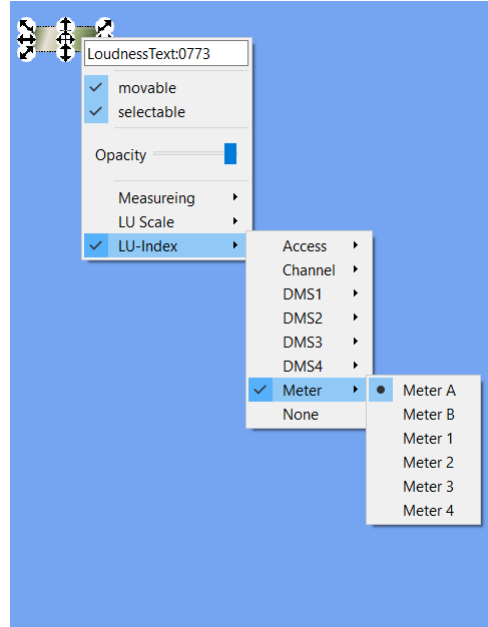 LoudnessText:0773
movable
selectable
Opacity
Measureing
LU Scale
LU-Index
Access
Channel
DMS1
DMS2
DMS3
DMS4
Meter
None
Meter A
Meter B
Meter 1
Meter 2
Meter 3
Meter 4